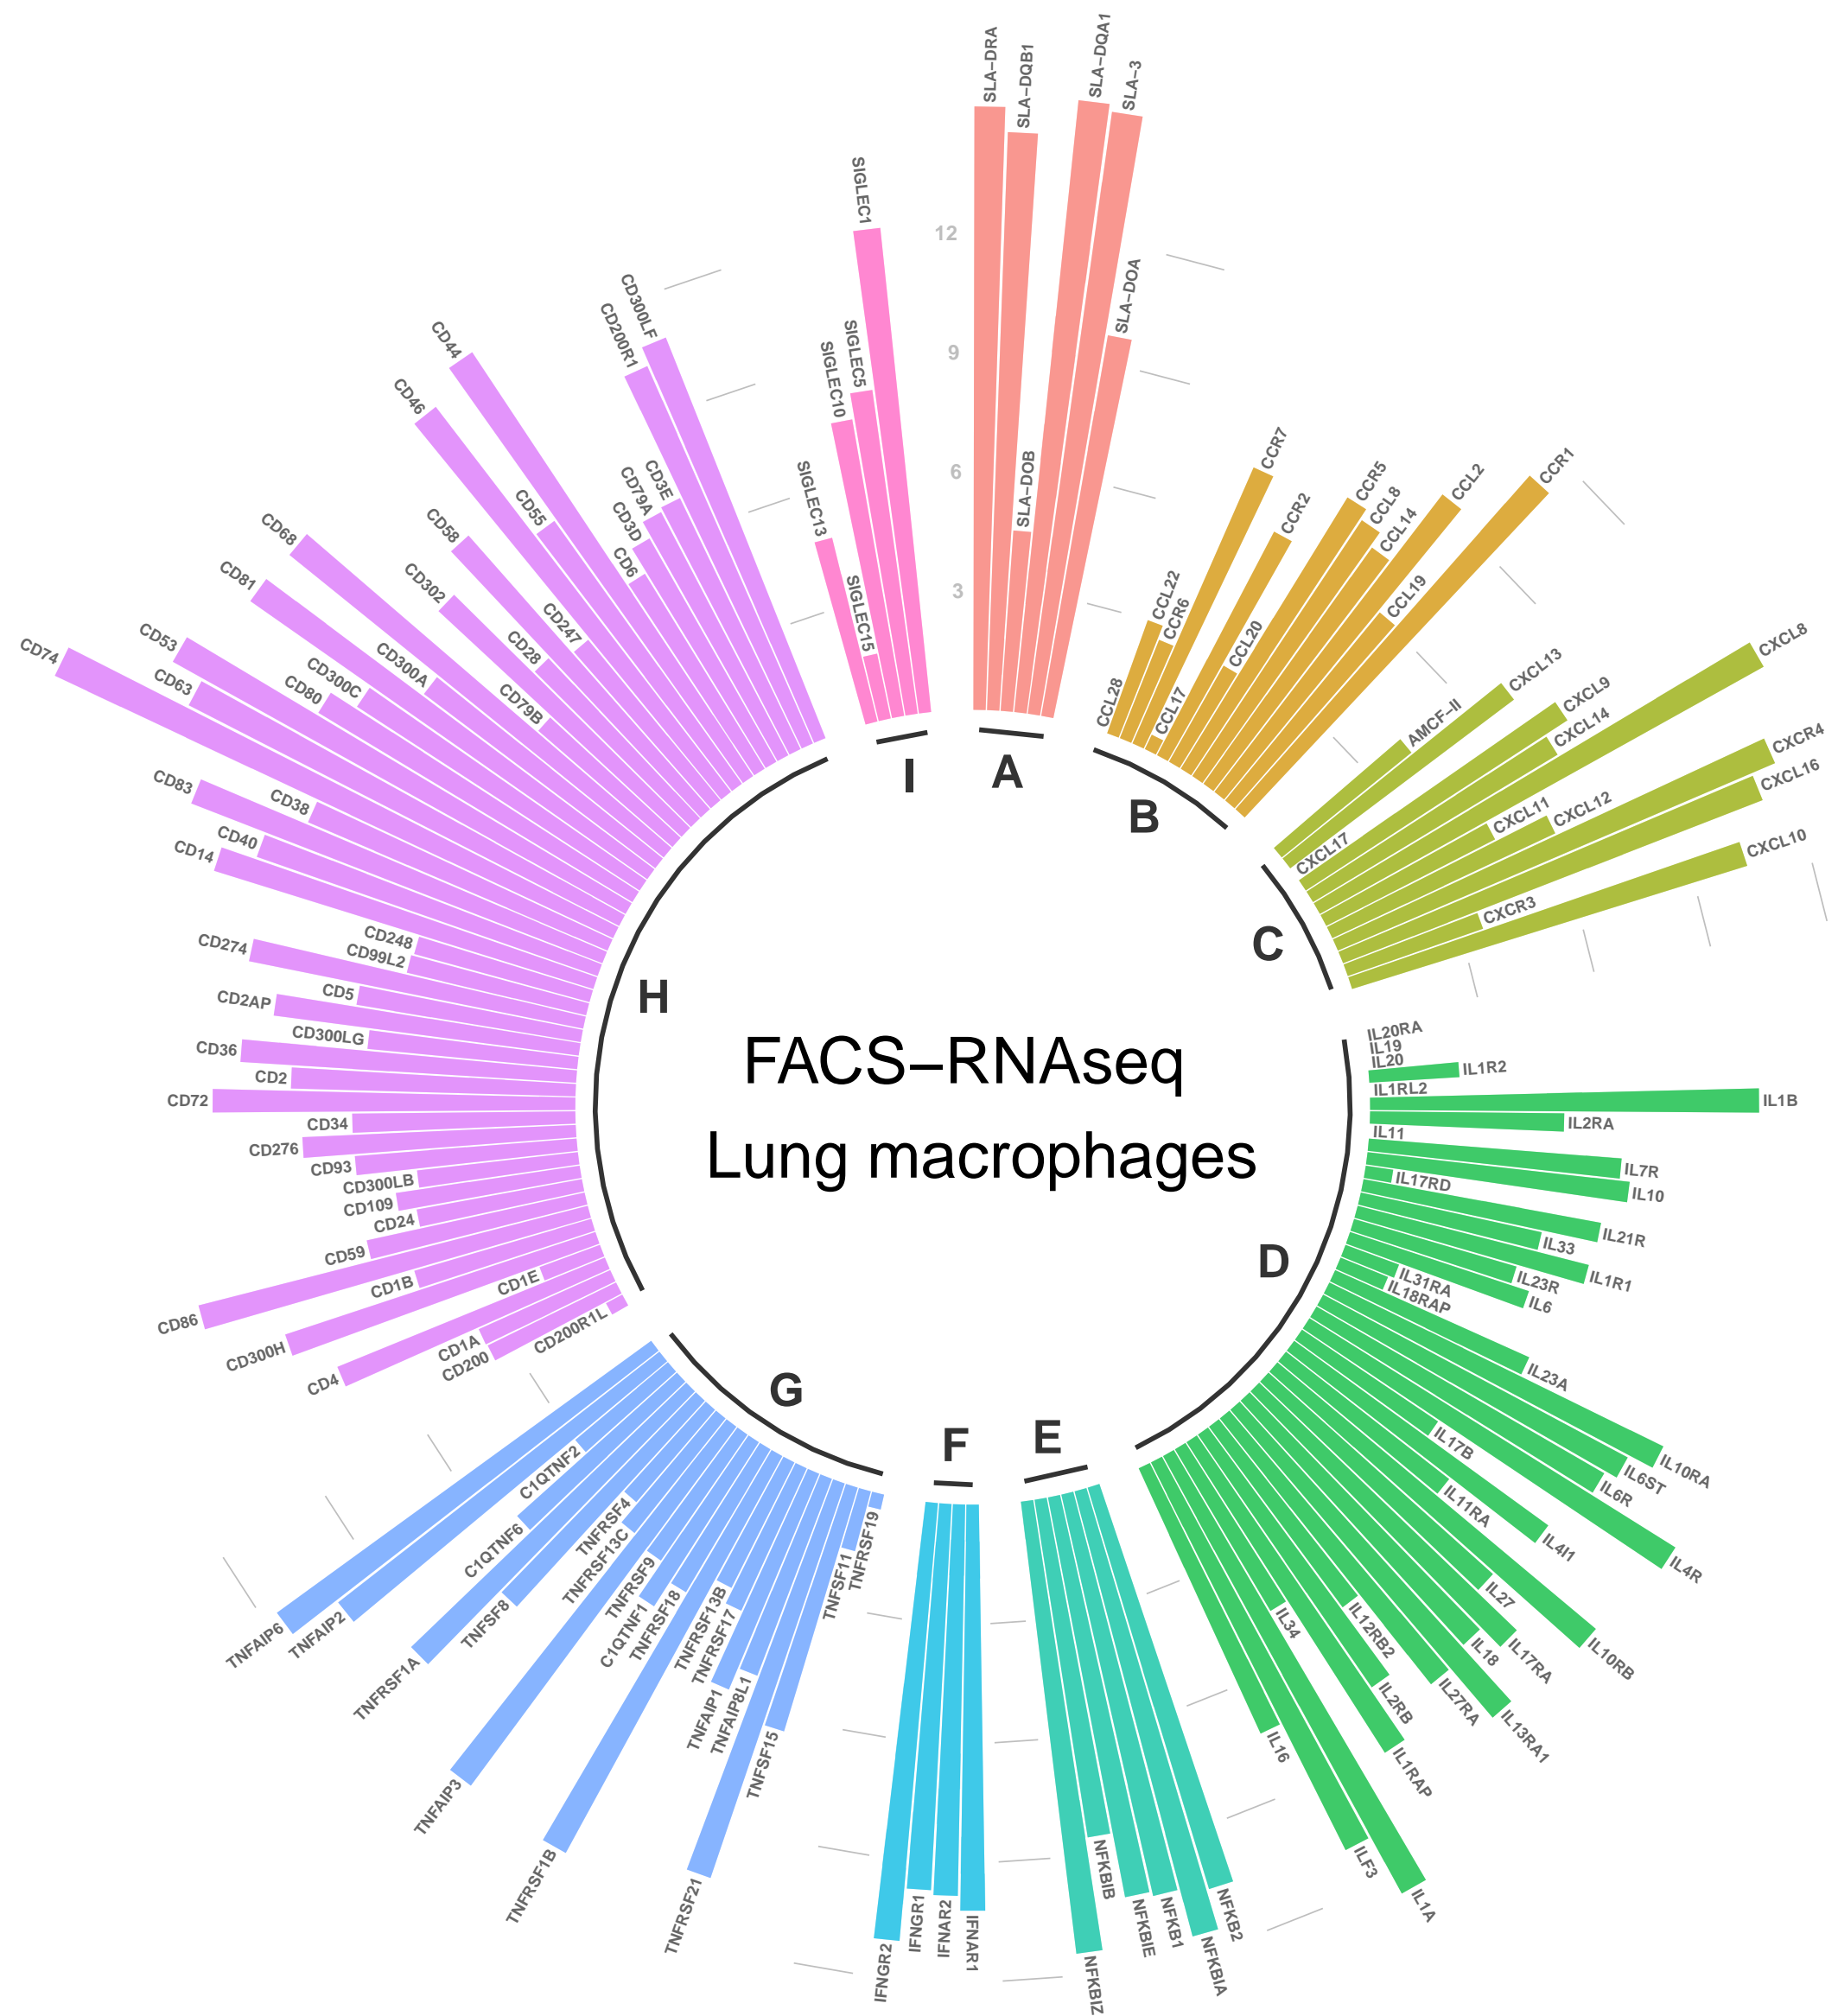 FACS−RNAseq
Lung macrophages
12
9
6
3
A
B
C
D
E
F
G
H
I
SLA−DRA
SLA−DQB1
SLA−DOB
SLA−DQA1
SLA−3
SLA−DOA
CCL28
CCL22
CCR6
CCR7
CCL17
CCR2
CCL20
CCR5
CCL8
CCL14
CCL2
CCL19
CCR1
AMCF−II
CXCL13
CXCL17
CXCL9
CXCL14
CXCL8
CXCL11
CXCL12
CXCR4
CXCL16
CXCR3
CXCL10
IL20RA
IL19
IL20
IL1R2
IL1RL2
IL1B
IL2RA
IL11
IL7R
IL10
IL17RD
IL21R
IL33
IL1R1
IL23R
IL6
IL31RA
IL18RAP
IL23A
IL10RA
IL6ST
IL6R
IL4R
IL17B
IL4I1
IL11RA
IL10RB
IL27
IL17RA
IL18
IL13RA1
IL27RA
IL12RB2
IL2RB
IL1RAP
IL34
IL1A
ILF3
IL16
NFKB2
NFKBIA
NFKB1
NFKBIE
NFKBIB
NFKBIZ
IFNAR1
IFNAR2
IFNGR1
IFNGR2
TNFRSF19
TNFSF11
TNFSF15
TNFRSF21
TNFAIP8L1
TNFAIP1
TNFRSF17
TNFRSF13B
TNFRSF1B
TNFRSF18
C1QTNF1
TNFRSF9
TNFAIP3
TNFRSF13C
TNFRSF4
TNFSF8
TNFRSF1A
C1QTNF6
C1QTNF2
TNFAIP2
TNFAIP6
CD200R1L
CD200
CD1A
CD4
CD1E
CD300H
CD1B
CD86
CD59
CD24
CD109
CD300LB
CD93
CD276
CD34
CD72
CD2
CD36
CD300LG
CD2AP
CD5
CD274
CD99L2
CD248
CD14
CD40
CD83
CD38
CD74
CD63
CD53
CD80
CD300C
CD81
CD300A
CD68
CD79B
CD302
CD28
CD58
CD247
CD46
CD55
CD44
CD6
CD3D
CD79A
CD3E
CD200R1
CD300LF
SIGLEC13
SIGLEC15
SIGLEC10
SIGLEC5
SIGLEC1